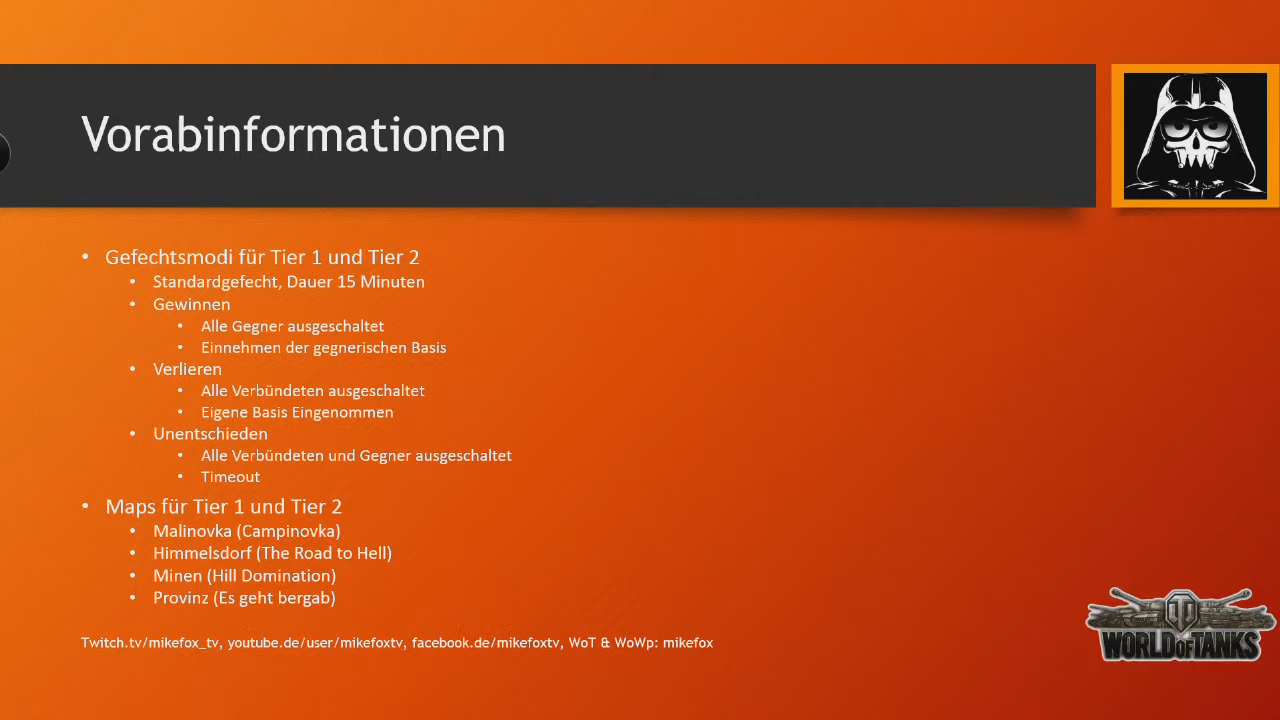 Vorabinformationen
• Gefechtsmodi für Tier 1 und Tier 2
• Standardgefecht, Dauer 15 Minuten
• Gewinnen
• Alle Gegner ausgeschaltet
• Einnehmen der gegnerischen Basis
• Verlieren
• Alle Verbündeten ausgeschaltet
• Eigene Basis Eingenommen
• Unentschieden
• Alle Verbündeten und Gegner ausgeschaltet
• Timeout
• Maps für Tier 1 und Tier 2
• Malinovka (Campinovka)
• Himmelsdorf (The Road to Hell)
• Minen (Hill Domination)
• Provinz (Es geht bergab)
Twitch.tv/mikefox_tv, youtube.de/user/mikefoxtv, facebook.de/mikefoxtv, WoT & WoWp: mikefox
WORLD OF TANKS